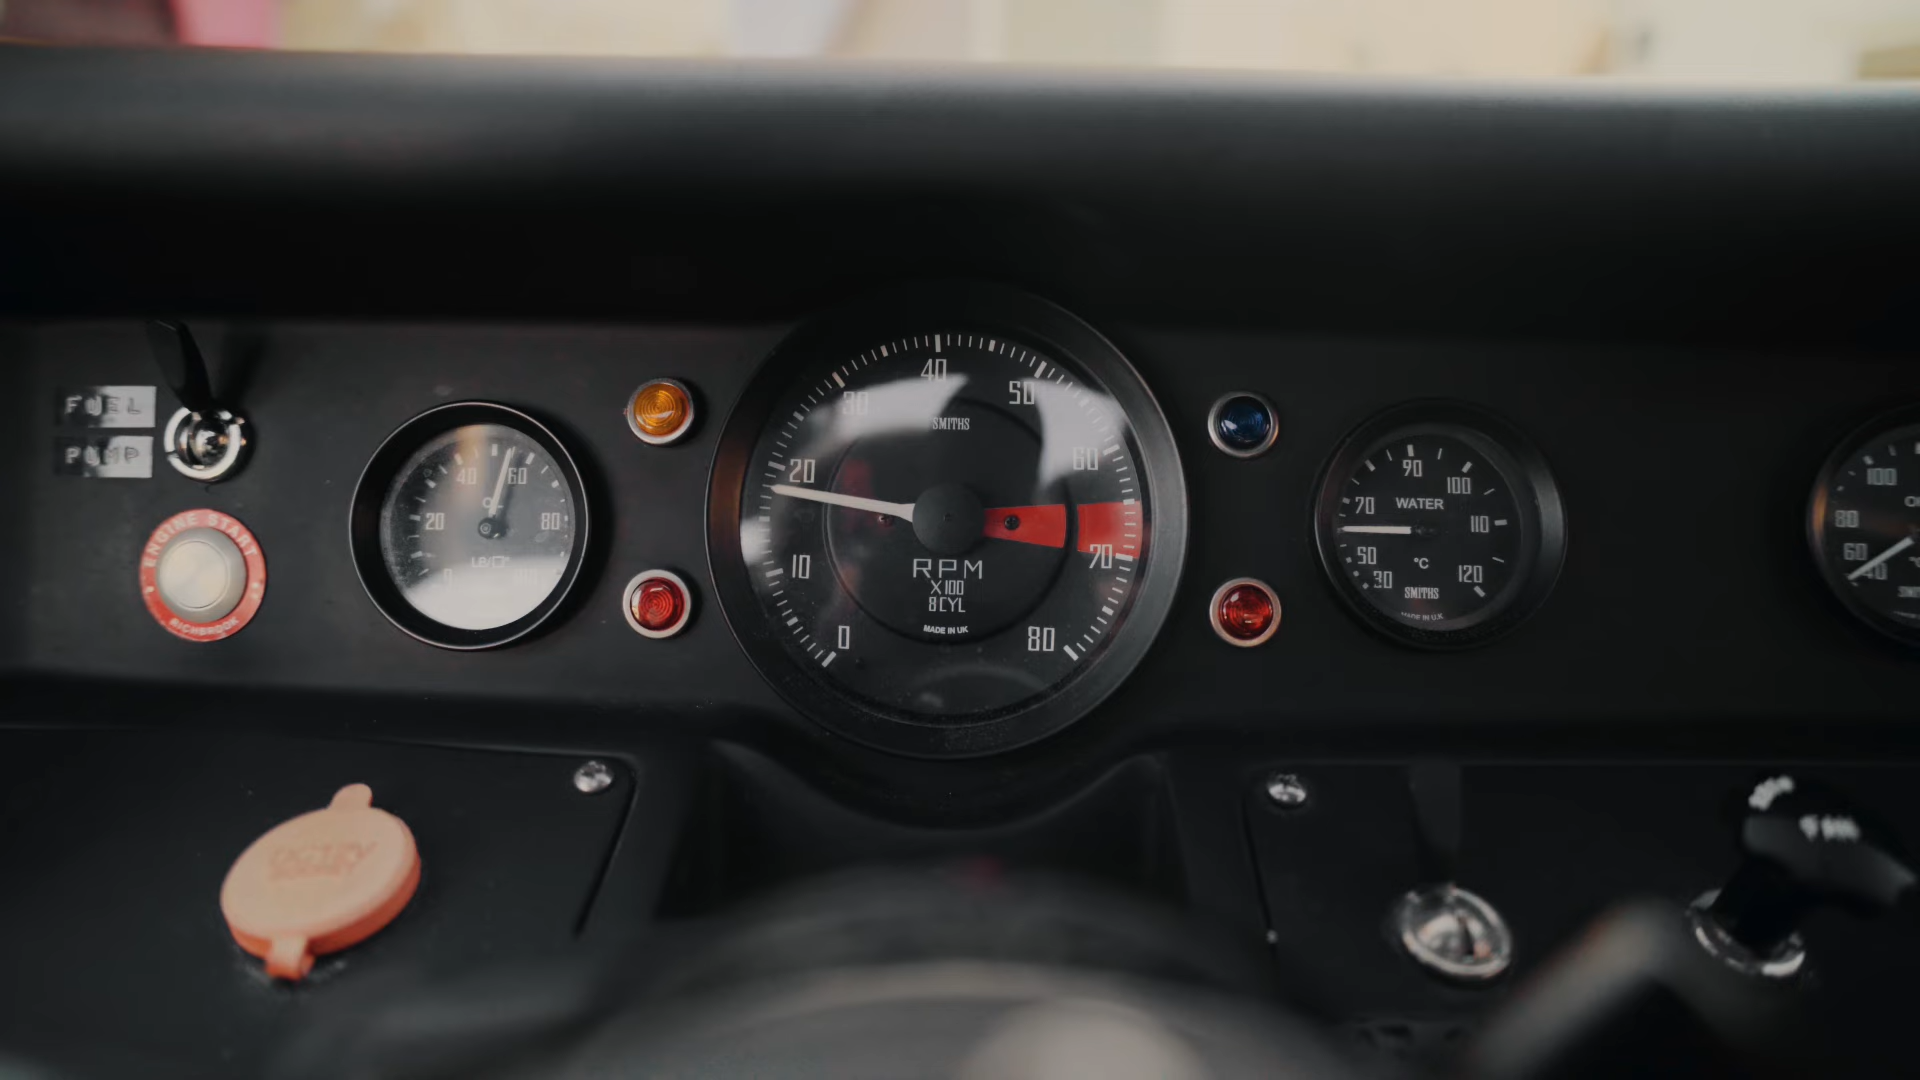 FUEL
PUMP
ENGINE START
RICHBROOK
20
40
60
80
LB/□"
0
10
20
30
40
50
60
70
80
SMITHS
RPM
X100
8CYL
MADE IN UK
30
50
70
90
100
110
120
WATER
°C
SMITHS
MADE IN U.K
40
60
80
100